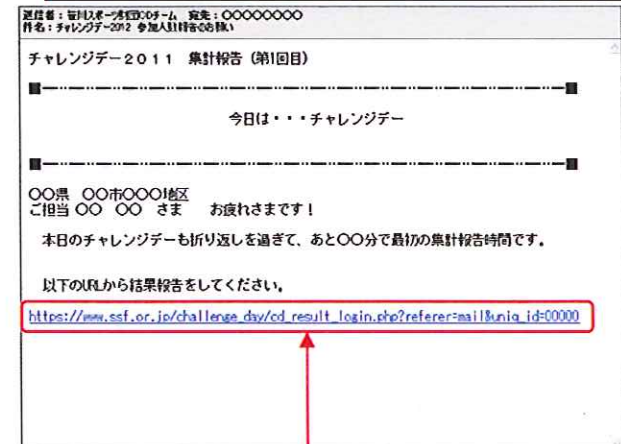 送信者:笹川スポーツ財団CDチーム 宛先:〇〇〇〇〇〇〇〇
件名:チャレンジデー2012 参加人数報告のお願い
チャレンジデー2011 集計報告(第1回目)
今日は・・・チャレンジデー
〇〇県 〇〇市〇〇〇地区
ご担当 〇〇 〇〇 さま お疲れさまです!
本日のチャレンジデーも折り返しを過ぎて、あと〇〇分で最初の集計報告時間です。
以下のURLから結果報告をしてください。
https://www.ssf.or.jp/challenge_day/cd_result_login.php?referer=mail&uniq_id=00000